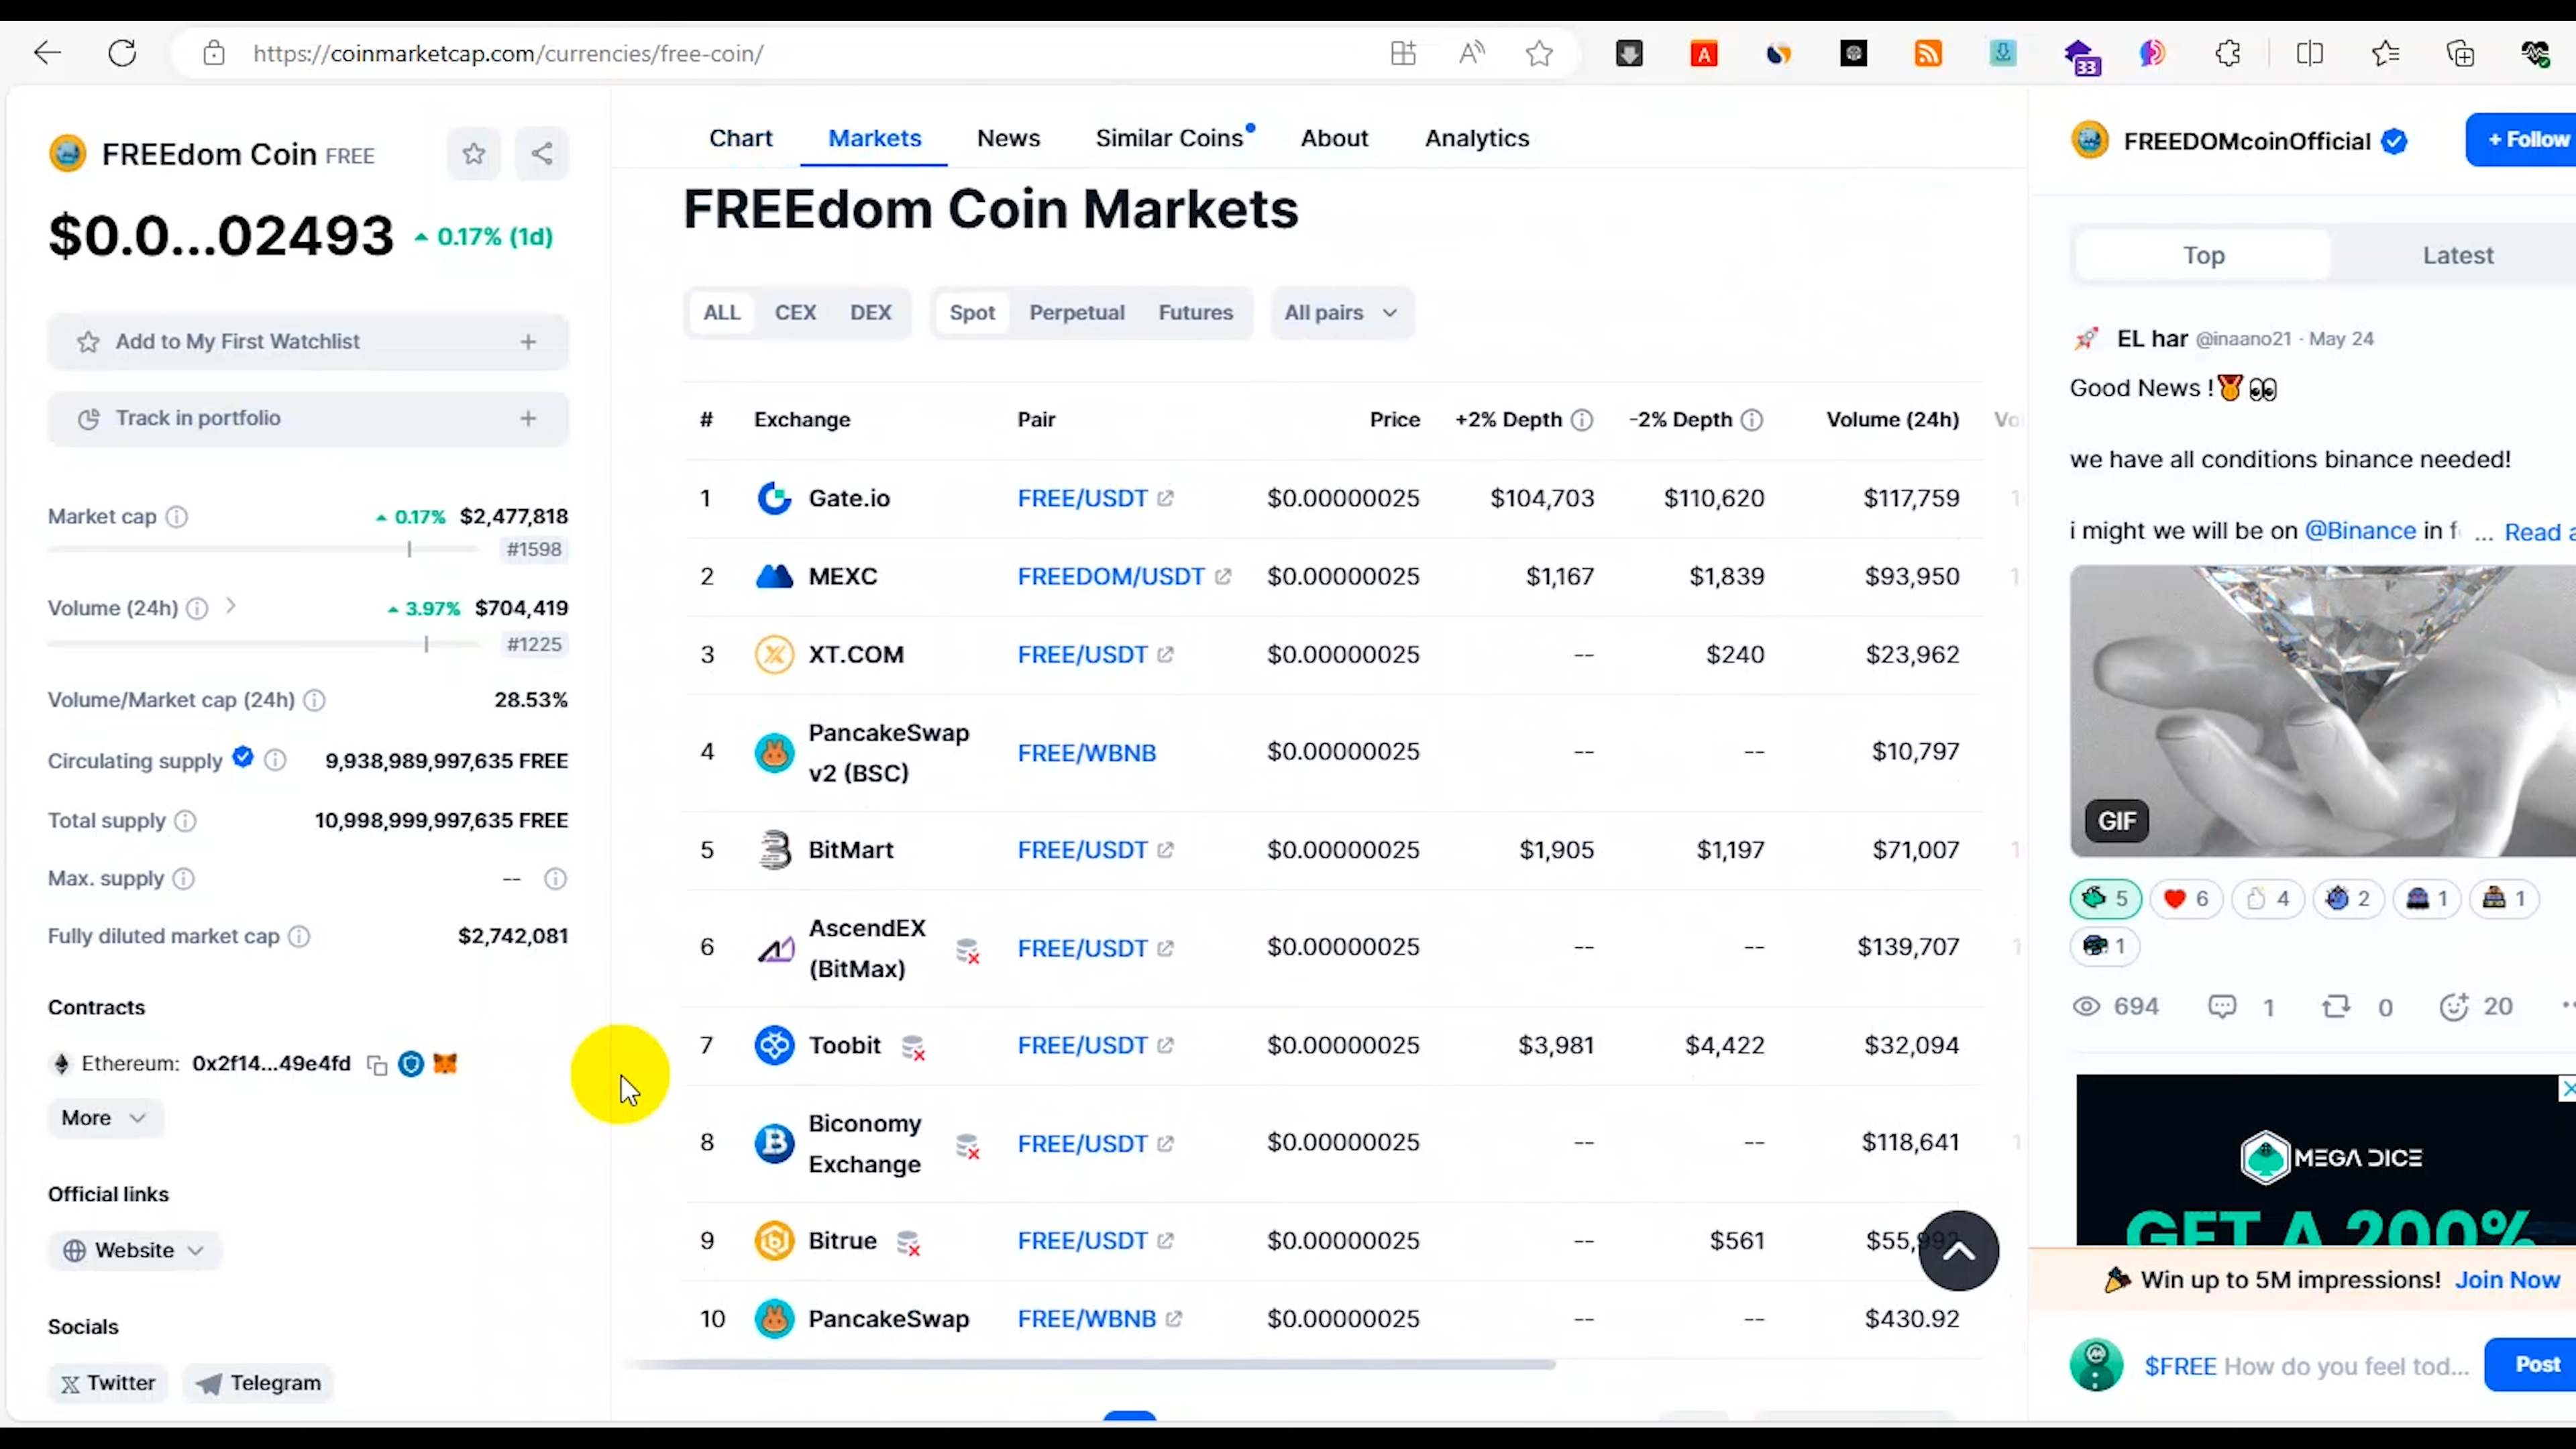 https://coinmarketcap.com/currencies/free-coin/
A
A
33
FREEdom Coin FREE
$0.0...02493 0.17% (1d)
Add to My First Watchlist +
Track in portfolio +
Market cap 0.17% $2,477,818
#1598
Volume (24h) 3.97% $704,419
#1225
Volume/Market cap (24h) 28.53%
Circulating supply 9,938,989,997,635 FREE
Total supply 10,998,999,997,635 FREE
Max. supply --
Fully diluted market cap $2,742,081
Contracts
Ethereum: 0x2f14...49e4fd
More
Official links
Website
Socials
Twitter Telegram
Chart Markets News Similar Coins About Analytics
FREEdom Coin Markets
ALL CEX DEX Spot Perpetual Futures All pairs
# Exchange Pair Price +2% Depth -2% Depth Volume (24h)
1 Gate.io FREE/USDT $0.00000025 $104,703 $110,620 $117,759
2 MEXC FREEDOM/USDT $0.00000025 $1,167 $1,839 $93,950
3 XT.COM FREE/USDT $0.00000025 -- $240 $23,962
4 PancakeSwap v2 (BSC) FREE/WBNB $0.00000025 -- -- $10,797
5 BitMart FREE/USDT $0.00000025 $1,905 $1,197 $71,007
6 AscendEX (BitMax) FREE/USDT $0.00000025 -- -- $139,707
7 Toobit FREE/USDT $0.00000025 $3,981 $4,422 $32,094
8 Biconomy Exchange FREE/USDT $0.00000025 -- -- $118,641
9 Bitrue FREE/USDT $0.00000025 -- $561 $55,992
10 PancakeSwap FREE/WBNB $0.00000025 -- -- $430.92
FREEDOMcoinOfficial + Follow
Top Latest
EL har @inaano21 · May 24
Good News !
we have all conditions binance needed!
i might we will be on @Binance in f ... Read a
GIF
5 6 4 2 1 1
1
694 1 0 20
MEGA DICE
GET A 200%
Win up to 5M impressions! Join Now
$FREE How do you feel tod... Post